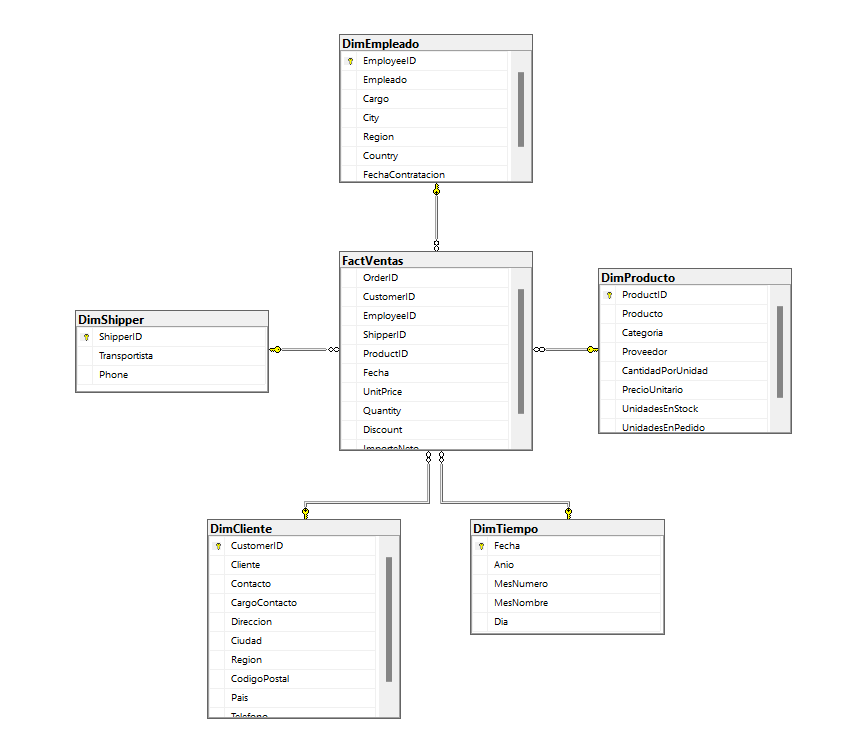 DimEmpleado
EmployeeID
Empleado
Cargo
City
Region
Country
FechaContratacion
FactVentas
OrderID
CustomerID
EmployeeID
ShipperID
ProductID
Fecha
UnitPrice
Quantity
Discount
ImporteNeto
DimProducto
ProductID
Producto
Categoria
Proveedor
CantidadPorUnidad
PrecioUnitario
UnidadesEnStock
UnidadesEnPedido
DimShipper
ShipperID
Transportista
Phone
DimCliente
CustomerID
Cliente
Contacto
CargoContacto
Direccion
Ciudad
Region
CodigoPostal
Pais
Telefono
DimTiempo
Fecha
Anio
MesNumero
MesNombre
Dia